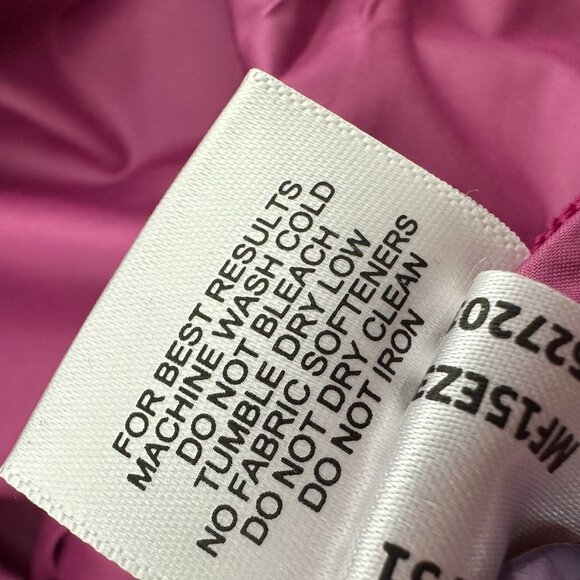 FOR BEST RESULTS
MACHINE WASH COLD
DO NOT BLEACH
TUMBLE DRY LOW
NO FABRIC SOFTENERS
DO NOT DRY CLEAN
DO NOT IRON